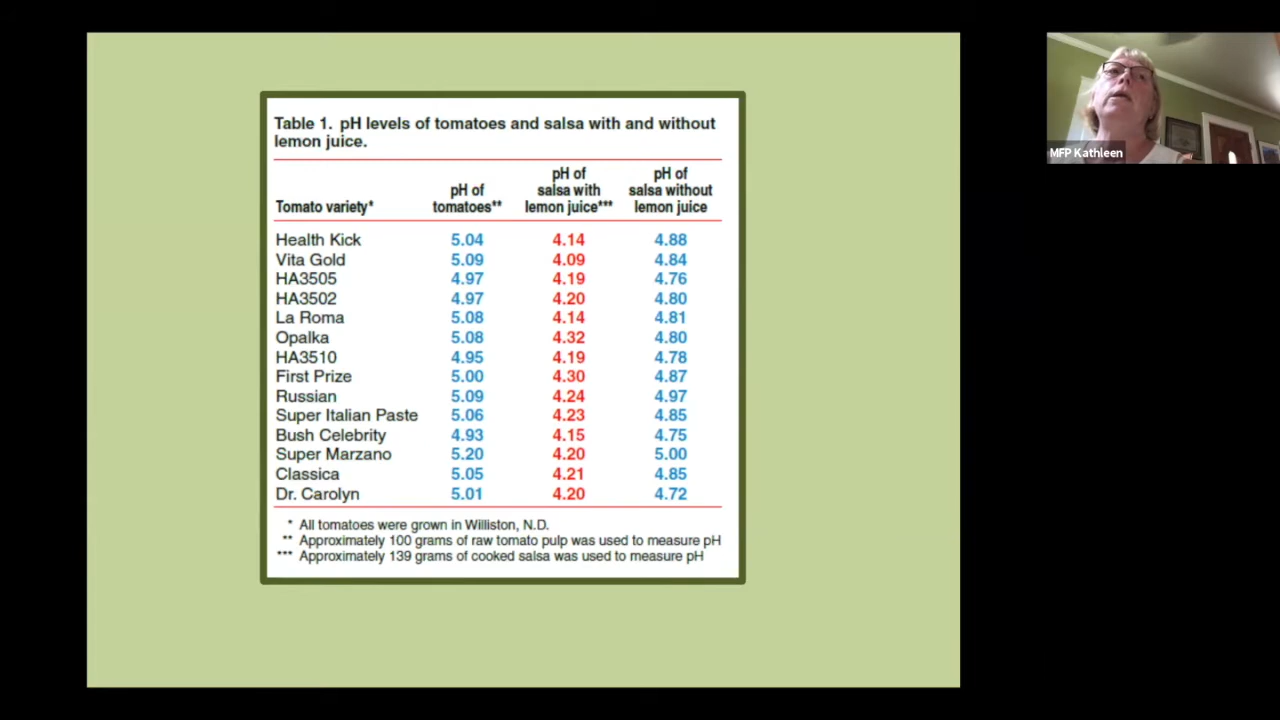 Table 1. pH levels of tomatoes and salsa with and without
lemon juice.
Tomato variety* pH of tomatoes** pH of salsa with lemon juice*** pH of salsa without lemon juice
Health Kick 5.04 4.14 4.88
Vita Gold 5.09 4.09 4.84
HA3505 4.97 4.19 4.76
HA3502 4.97 4.20 4.80
La Roma 5.08 4.14 4.81
Opalka 5.08 4.32 4.80
HA3510 4.95 4.19 4.78
First Prize 5.00 4.30 4.87
Russian 5.09 4.24 4.97
Super Italian Paste 5.06 4.23 4.85
Bush Celebrity 4.93 4.15 4.75
Super Marzano 5.20 4.20 5.00
Classica 5.05 4.21 4.85
Dr. Carolyn 5.01 4.20 4.72
* All tomatoes were grown in Williston, N.D.
** Approximately 100 grams of raw tomato pulp was used to measure pH
*** Approximately 139 grams of cooked salsa was used to measure pH
MFP Kathleen